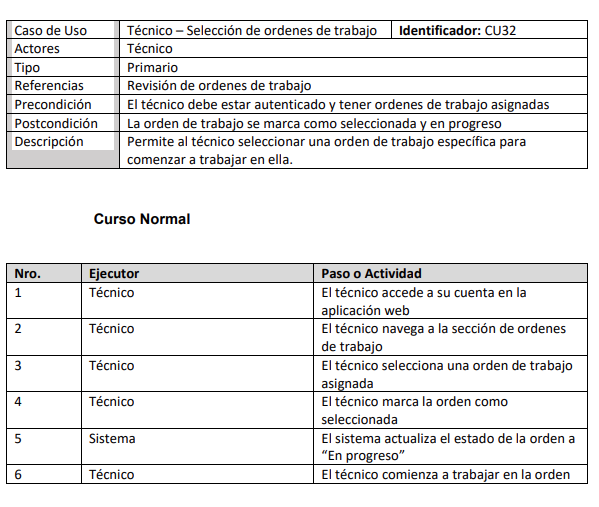 Caso de Uso Técnico – Selección de ordenes de trabajo Identificador: CU32
Actores Técnico
Tipo Primario
Referencias Revisión de ordenes de trabajo
Precondición El técnico debe estar autenticado y tener ordenes de trabajo asignadas
Postcondición La orden de trabajo se marca como seleccionada y en progreso
Descripción Permite al técnico seleccionar una orden de trabajo específica para
comenzar a trabajar en ella.
Curso Normal
Nro. Ejecutor Paso o Actividad
1 Técnico El técnico accede a su cuenta en la
aplicación web
2 Técnico El técnico navega a la sección de ordenes
de trabajo
3 Técnico El técnico selecciona una orden de trabajo
asignada
4 Técnico El técnico marca la orden como
seleccionada
5 Sistema El sistema actualiza el estado de la orden a
“En progreso”
6 Técnico El técnico comienza a trabajar en la orden